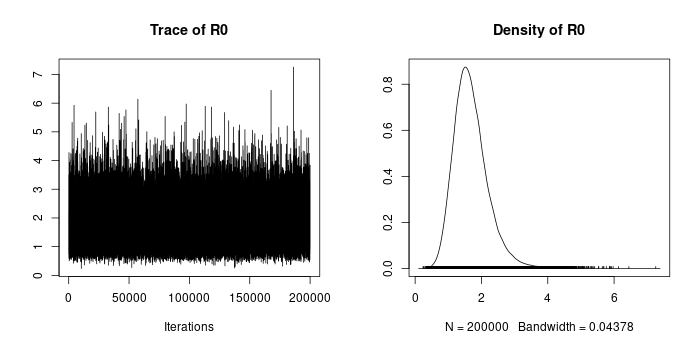 Trace of R0
7
6
5
4
3
2
1
0
0 50000 100000 150000 200000
Iterations
Density of R0
0.8
0.6
0.4
0.2
0.0
0 2 4 6
N = 200000 Bandwidth = 0.04378